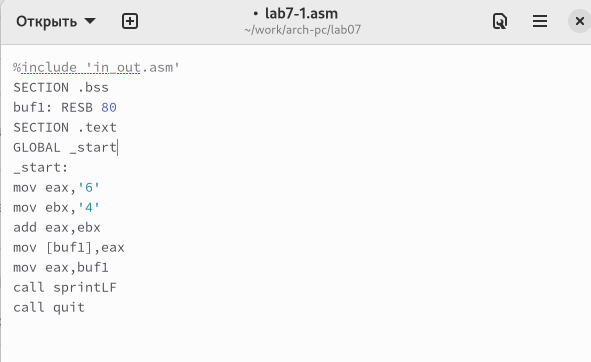 Открыть
• lab7-1.asm
~/work/arch-pc/lab07
%include 'in_out.asm'
SECTION .bss
buf1: RESB 80
SECTION .text
GLOBAL _start
_start:
mov eax,'6'
mov ebx,'4'
add eax,ebx
mov [buf1],eax
mov eax,buf1
call sprintLF
call quit